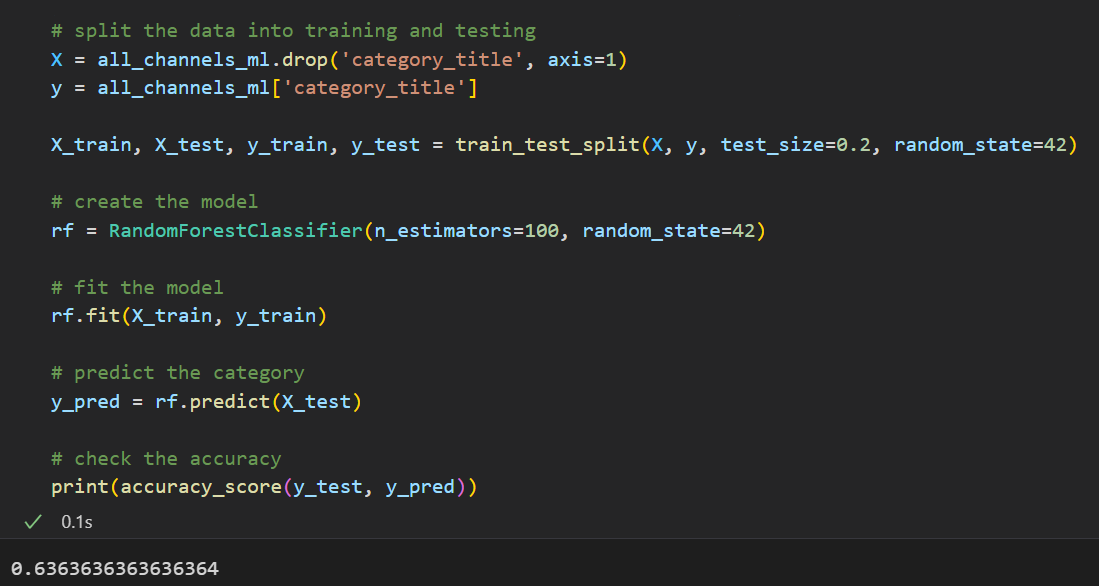 # split the data into training and testing
X = all_channels_ml.drop('category_title', axis=1)
y = all_channels_ml['category_title']
X_train, X_test, y_train, y_test = train_test_split(X, y, test_size=0.2, random_state=42)
# create the model
rf = RandomForestClassifier(n_estimators=100, random_state=42)
# fit the model
rf.fit(X_train, y_train)
# predict the category
y_pred = rf.predict(X_test)
# check the accuracy
print(accuracy_score(y_test, y_pred))
0.1s
0.6363636363636364